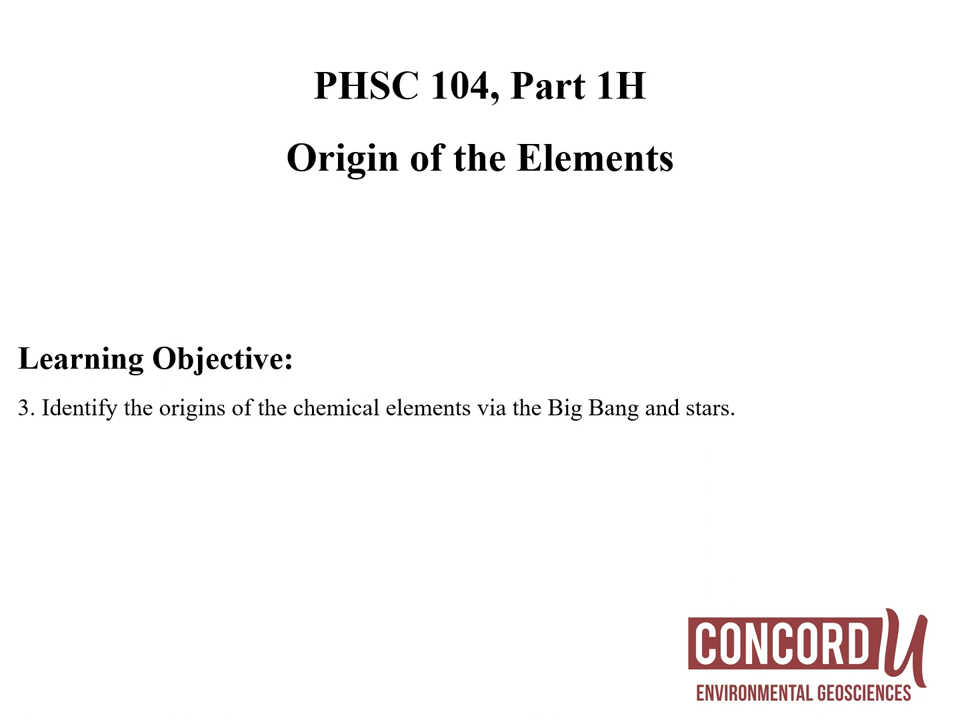 PHSC 104, Part 1H
Origin of the Elements
Learning Objective:
3. Identify the origins of the chemical elements via the Big Bang and stars.
CONCORD U
ENVIRONMENTAL GEOSCIENCES